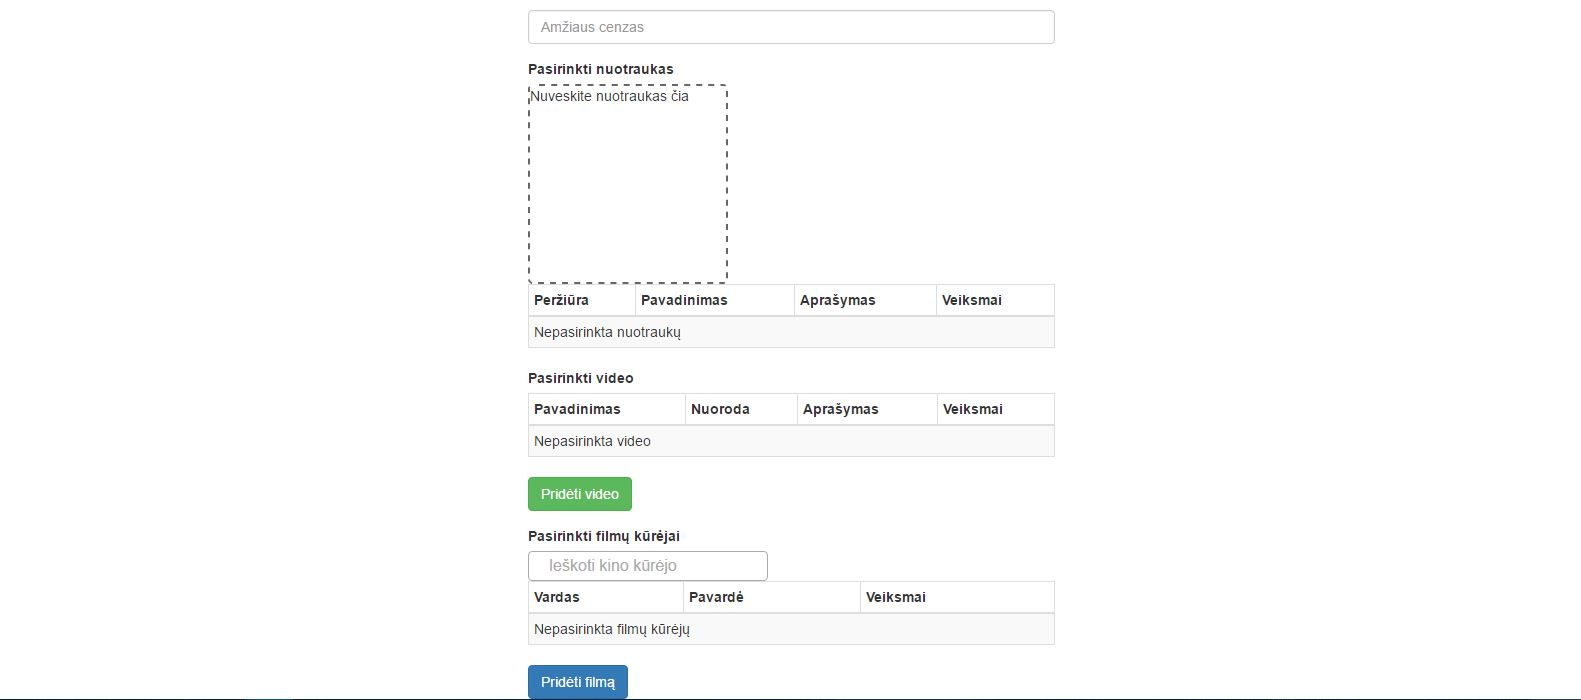 Amžiaus cenzas
Pasirinkti nuotraukas
Nuveskite nuotraukas čia
Peržiūra Pavadinimas Aprašymas Veiksmai
Nepasirinkta nuotraukų
Pasirinkti video
Pavadinimas Nuoroda Aprašymas Veiksmai
Nepasirinkta video
Pridėti video
Pasirinkti filmų kūrėjai
Ieškoti kino kūrėjo
Vardas Pavardė Veiksmai
Nepasirinkta filmų kūrėjų
Pridėti filmą